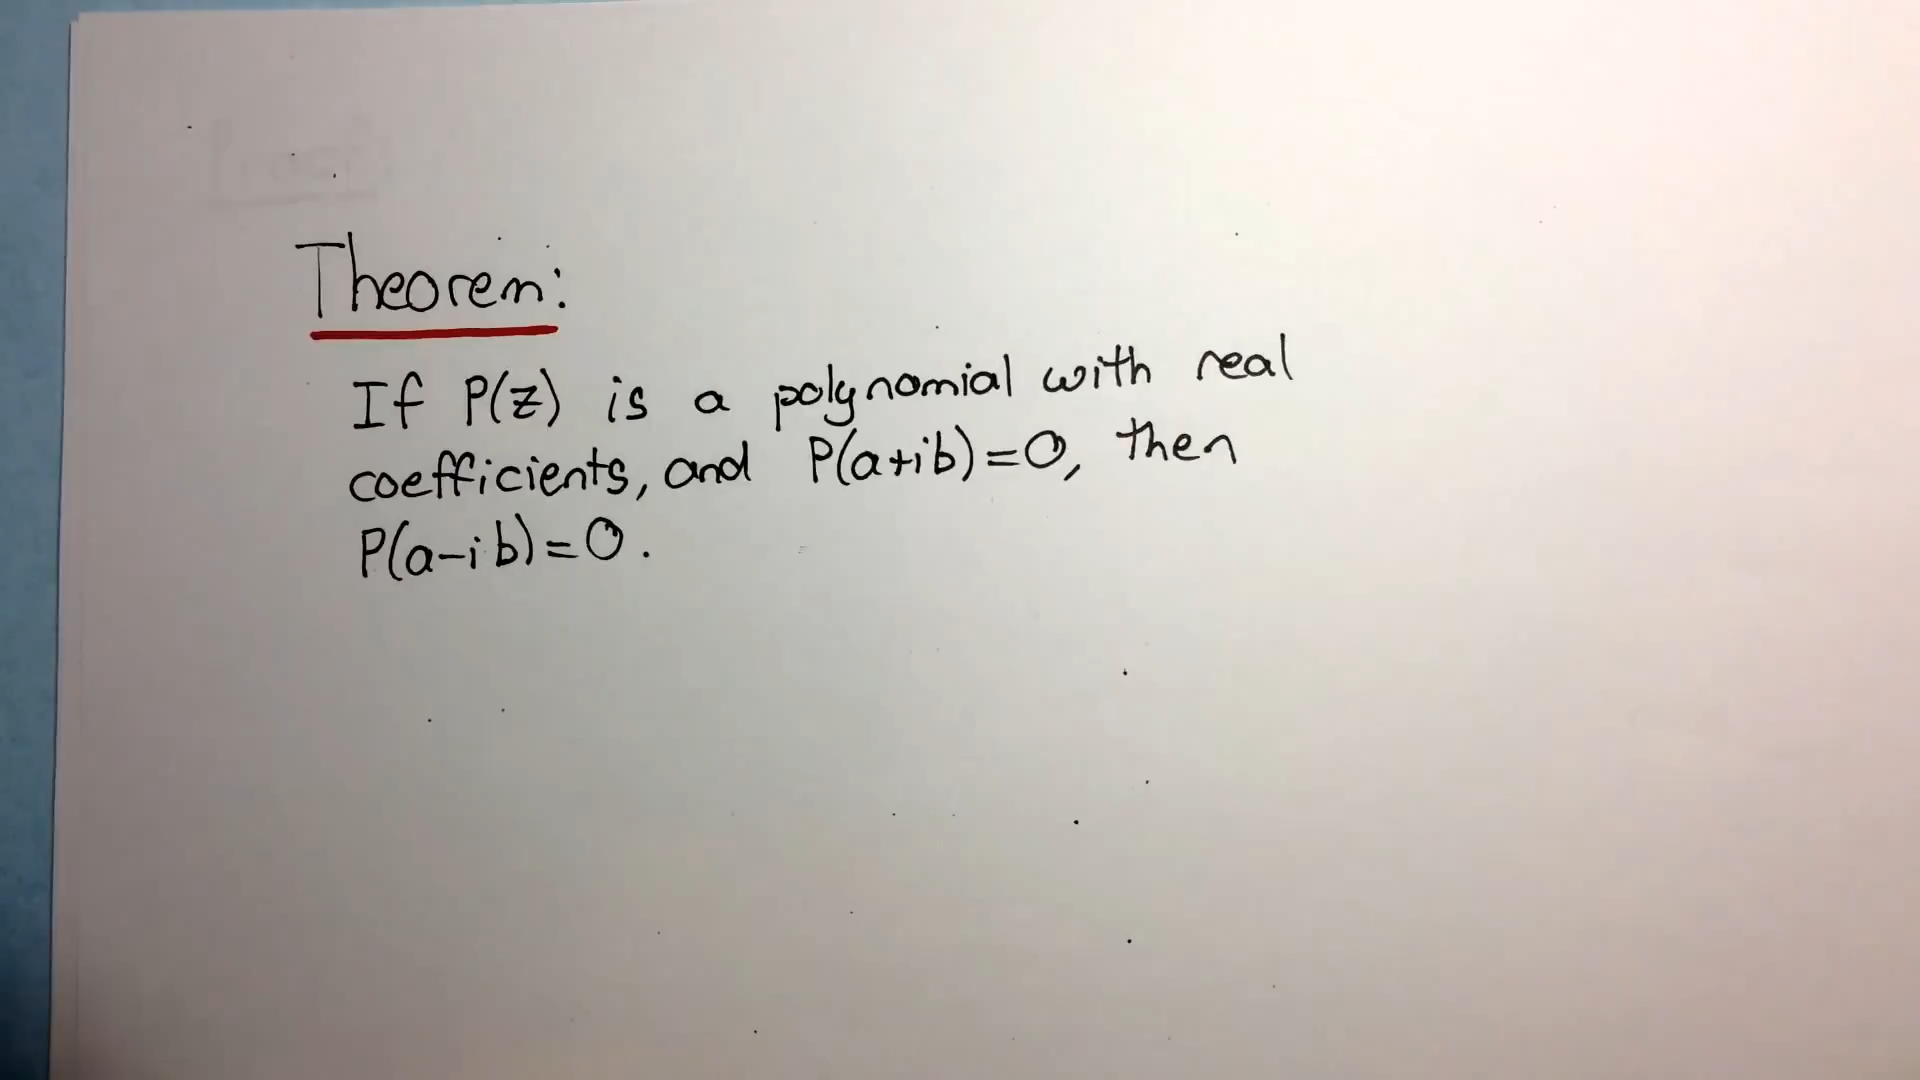 Theorem:
If P(z) is a polynomial with real
coefficients, and P(a+ib)=0, then
P(a-ib)=0.